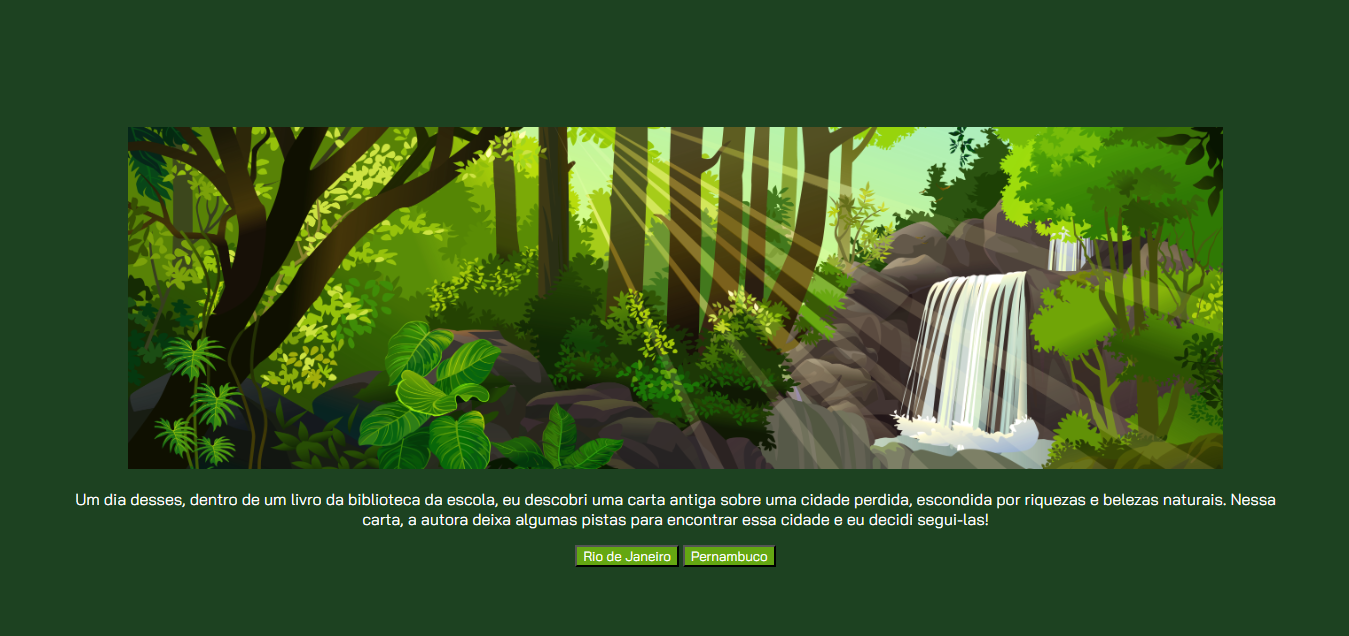 Um dia desses, dentro de um livro da biblioteca da escola, eu descobri uma carta antiga sobre uma cidade perdida, escondida por riquezas e belezas naturais. Nessa
carta, a autora deixa algumas pistas para encontrar essa cidade e eu decidi segui-las!
Rio de Janeiro Pernambuco